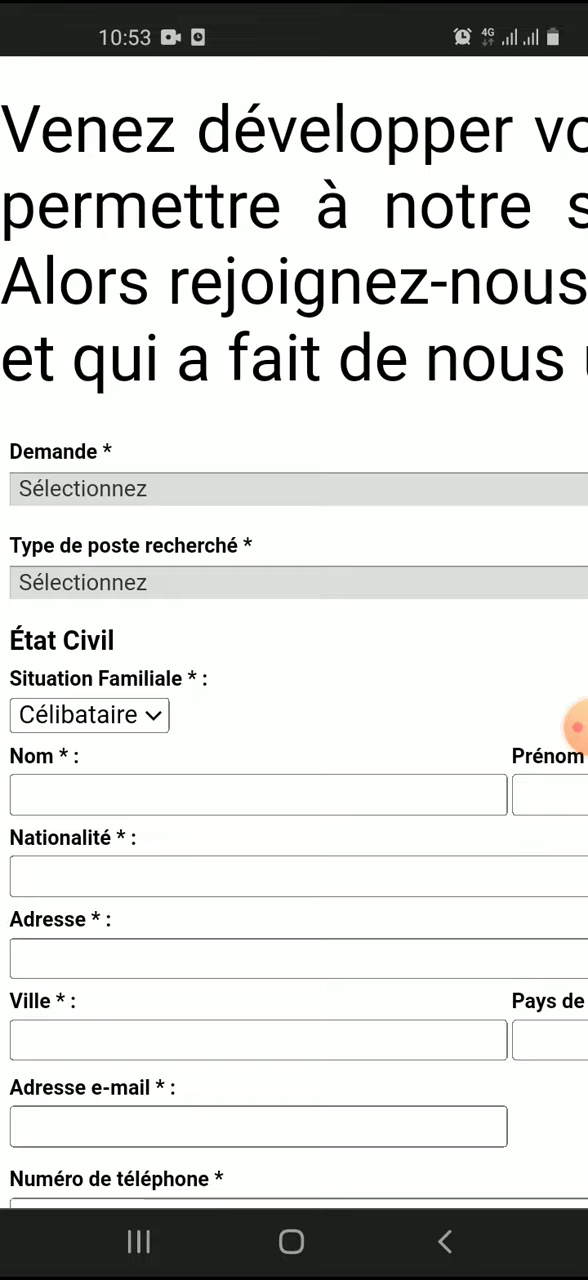 10:53
4G
Venez développer
permettre à notre
Alors rejoignez-nous
et qui a fait de nous
Demande *
Sélectionnez
Type de poste recherché *
Sélectionnez
État Civil
Situation Familiale * :
Célibataire
Nom * : Prénom
Nationalité * :
Adresse * :
Ville * : Pays de
Adresse e-mail * :
Numéro de téléphone *